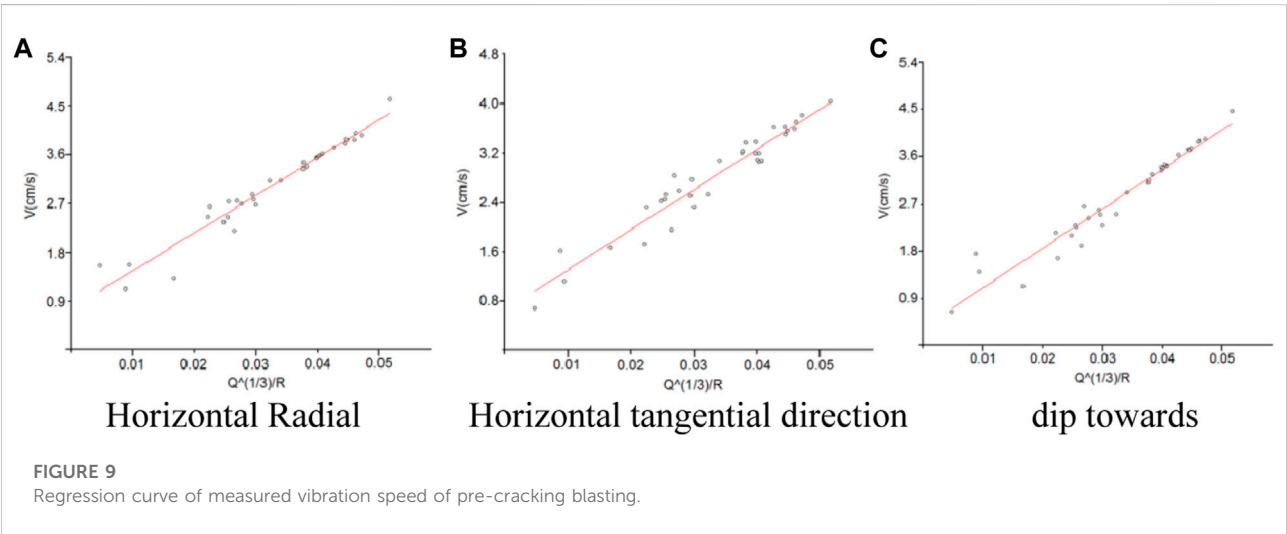 A
5.4
4.5
3.6
2.7
1.8
0.9
V(cm/s)
0.01 0.02 0.03 0.04 0.05
Q^(1/3)/R
Horizontal Radial
B
4.8
4.0
3.2
2.4
1.6
0.8
V(cm/s)
0.01 0.02 0.03 0.04 0.05
Q^(1/3)/R
Horizontal tangential direction
C
5.4
4.5
3.6
2.7
1.8
0.9
V(cm/s)
0.01 0.02 0.03 0.04 0.05
Q^(1/3)/R
dip towards
FIGURE 9
Regression curve of measured vibration speed of pre-cracking blasting.